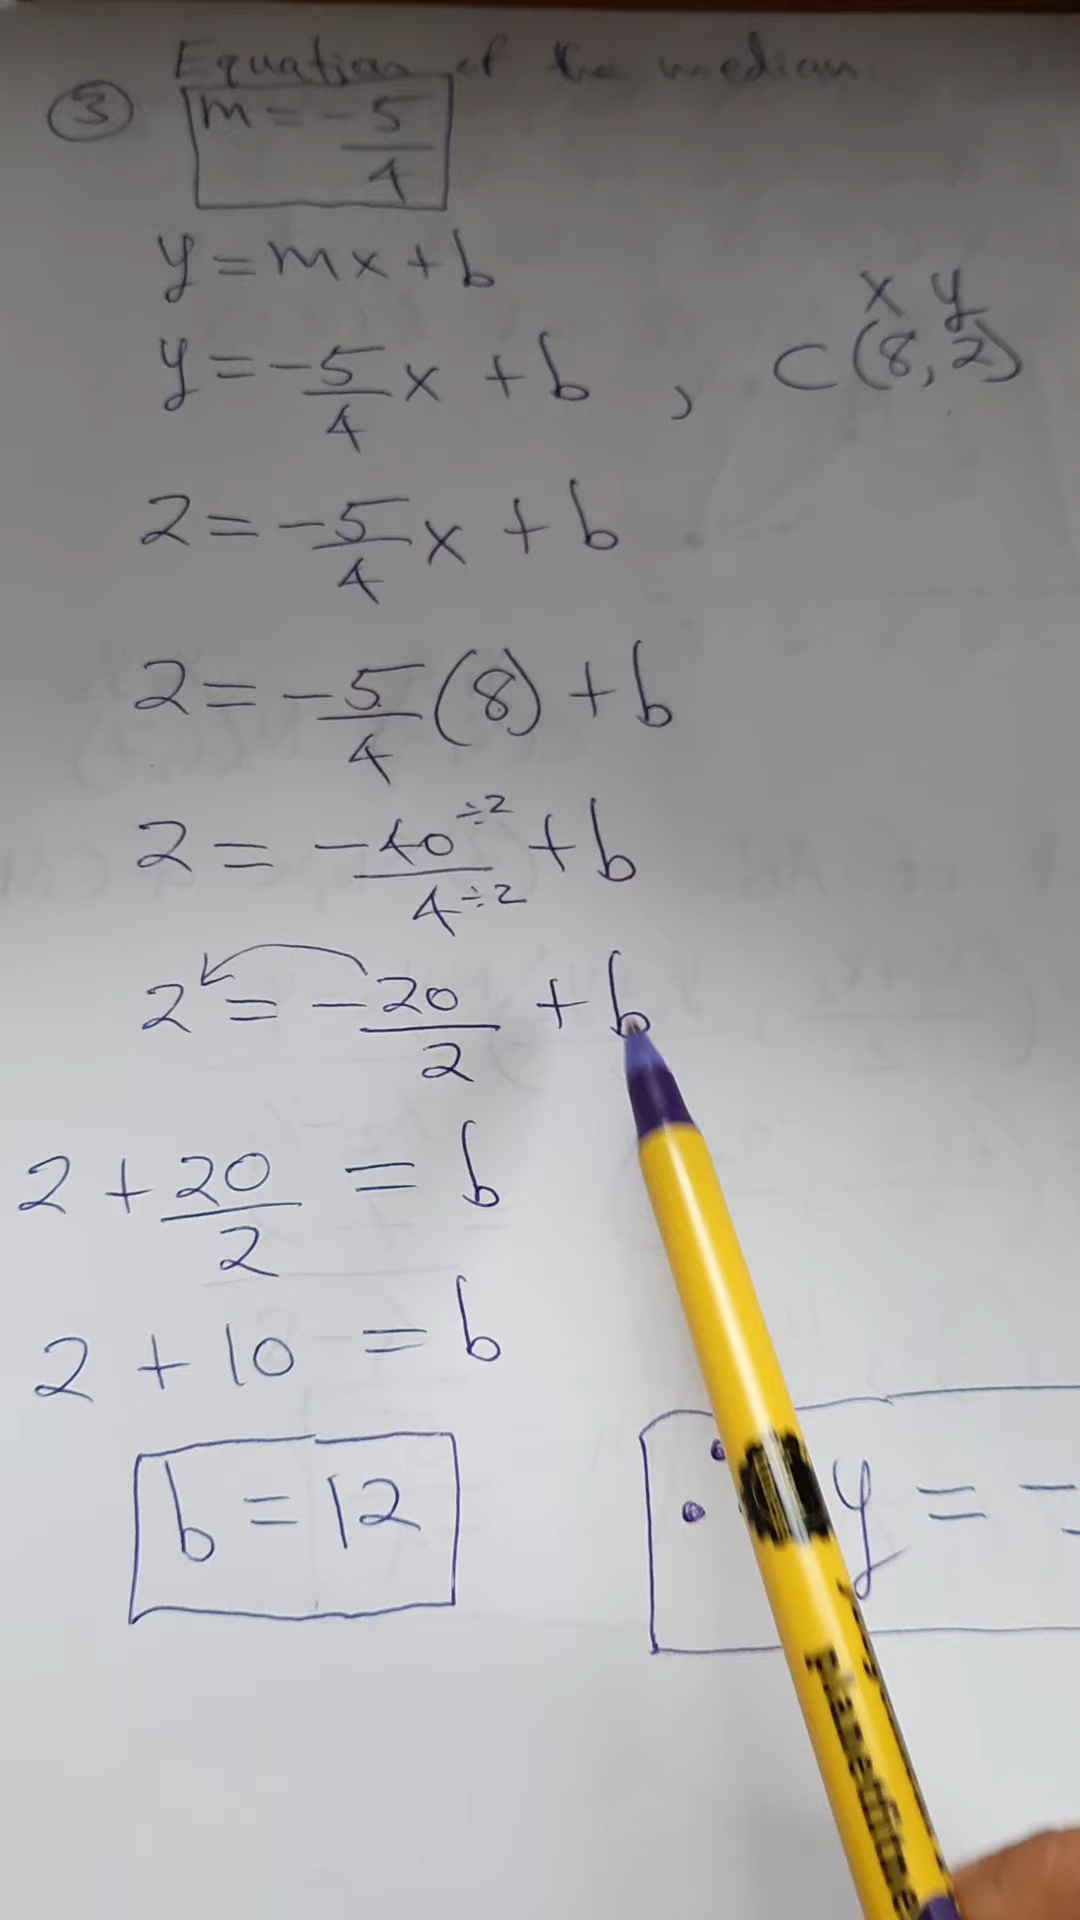 Equation of the median
③ m = -5/4
y = mx + b
x y
y = -5/4 x + b , C(8, 2)
2 = -5/4 x + b
2 = -5/4 (8) + b
2 = -40÷2/4÷2 + b
2 = -20/2 + b
2 + 20/2 = b
2 + 10 = b
b = 12
∴ y = -